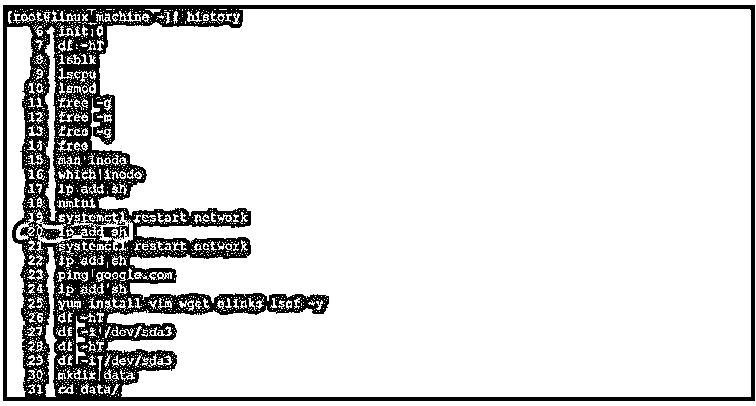 [root@linux_machine ~]# history
6 init 0
7 df -hT
8 lsblk
9 lscpu
10 lsmod
11 free -g
12 free -m
13 free -g
14 free
15 man inode
16 which inode
17 ip add sh
18 nmtui
19 systemctl restart network
20 ip add sh
21 systemctl restart network
22 ip add sh
23 ping google.com
24 ip add sh
25 yum install vim wget elinks lsof -y
26 df -hT
27 df -i /dev/sda3
28 df -hT
29 df -i /dev/sda3
30 mkdir data
31 cd data/